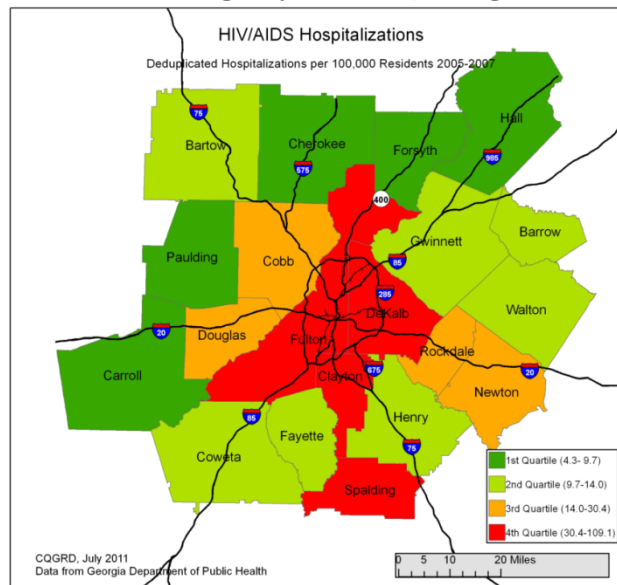 HIV/AIDS Hospitalizations
Deduplicated Hospitalizations per 100,000 Residents 2005-2007
Hall
75
Bartow
Cherokee
Forsyth
985
575
400
Gwinnett
Barrow
Paulding
Cobb
85
285
Walton
DeKalb
20
Douglas
Fulton
Rockdale
Carroll
Clayton
675
20
Newton
85
Henry
Fayette
75
Coweta
Spalding
1st Quartile (4.3- 9.7)
2nd Quartile (9.7-14.0)
3rd Quartile (14.0-30.4)
4th Quartile (30.4-109.1)
CQGRD, July 2011
Data from Georgia Department of Public Health
0 5 10 20 Miles